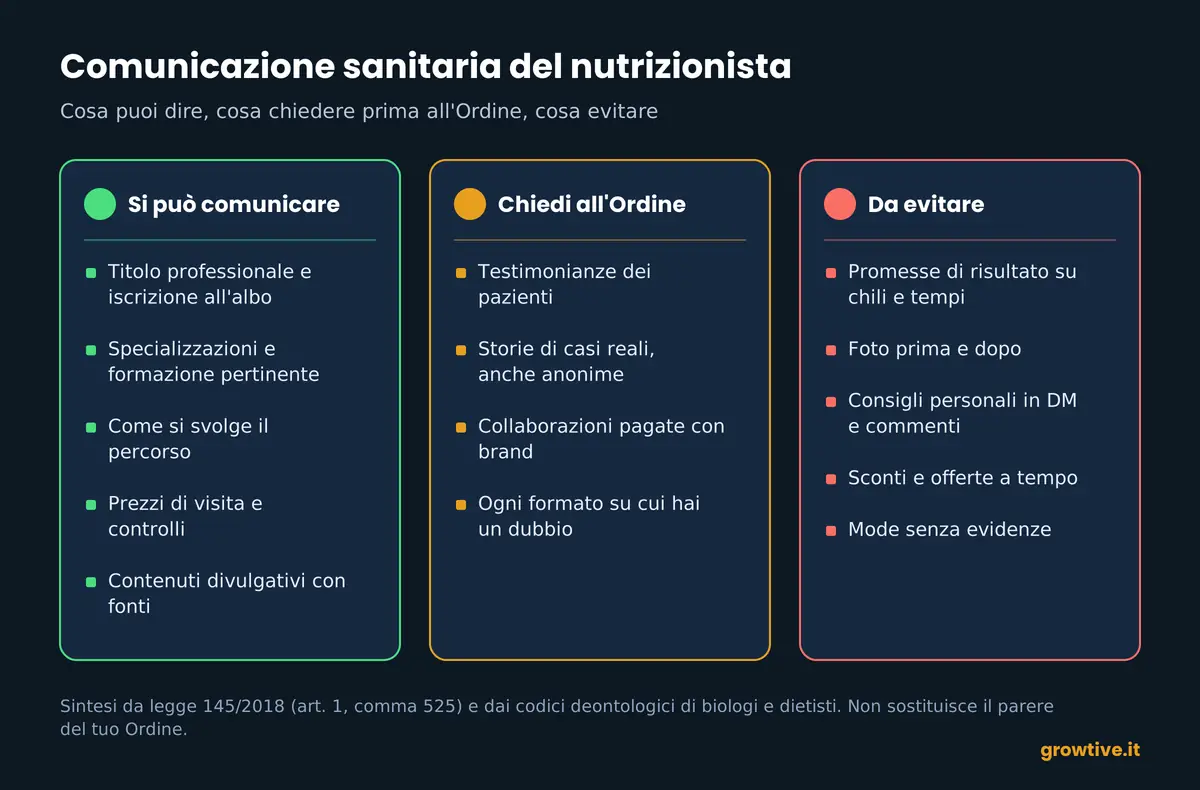 Comunicazione sanitaria del nutrizionista
Cosa puoi dire, cosa chiedere prima all'Ordine, cosa evitare
Si può comunicare
Titolo professionale e
iscrizione all'albo
Specializzazioni e
formazione pertinente
Come si svolge il
percorso
Prezzi di visita e
controlli
Contenuti divulgativi con
fonti
Chiedi all'Ordine
Testimonianze dei
pazienti
Storie di casi reali,
anche anonime
Collaborazioni pagate con
brand
Ogni formato su cui hai
un dubbio
Da evitare
Promesse di risultato su
chili e tempi
Foto prima e dopo
Consigli personali in DM
e commenti
Sconti e offerte a tempo
Mode senza evidenze
Sintesi da legge 145/2018 (art. 1, comma 525) e dai codici deontologici di biologi e dietisti. Non sostituisce il parere
del tuo Ordine.
growtive.it